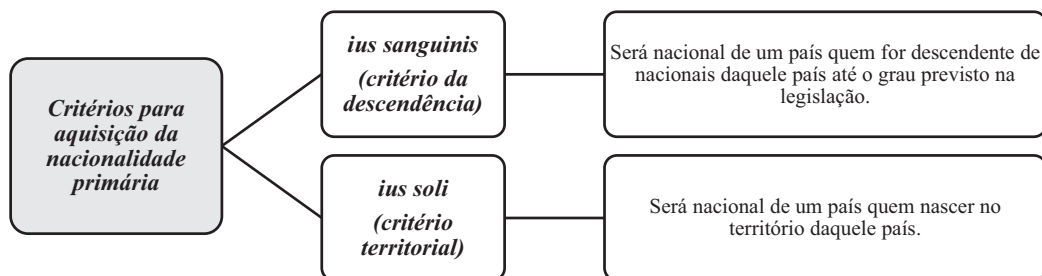 Critérios para
aquisição da
nacionalidade
primária
ius sanguinis
(critério da
descendência)
Será nacional de um país quem for descendente de
nacionais daquele país até o grau previsto na
legislação.
ius soli
(critério
territorial)
Será nacional de um país quem nascer no
território daquele país.